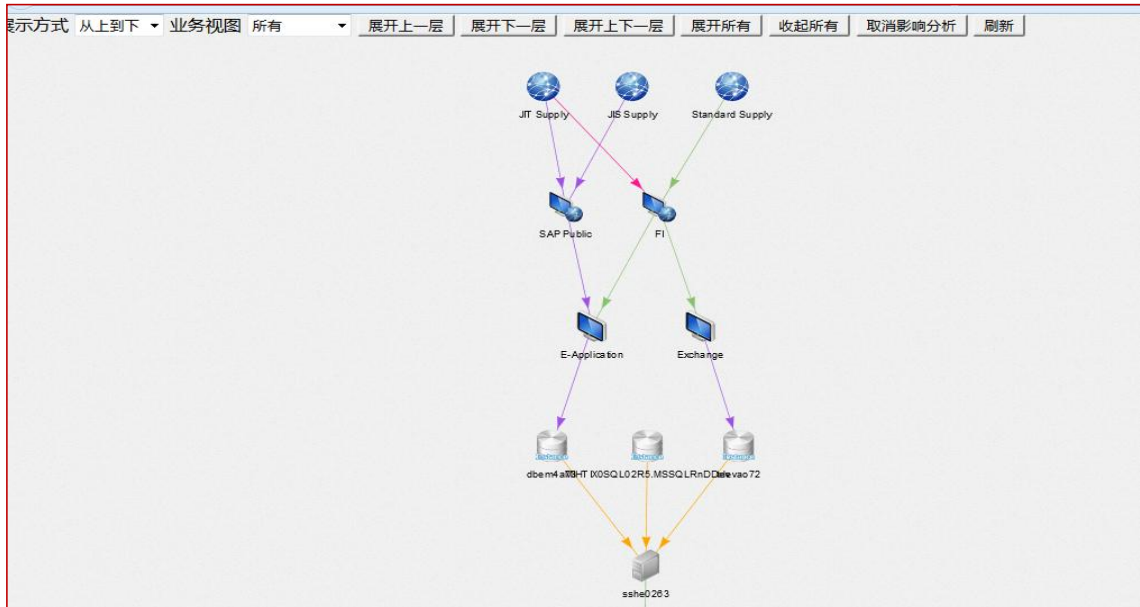 展示方式 从上到下 业务视图 所有 展开上一层 展开下一层 展开上下一层 展开所有 收起所有 取消影响分析 刷新
JIT Supply JIS Supply Standard Supply
SAP Public FI
E-Application Exchange
sshe0263